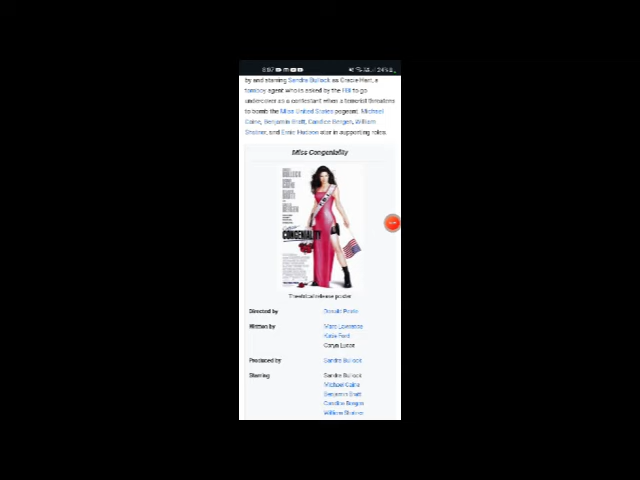 by and starring Sandra Bullock as Gracie Hart, a
tomboy agent who is asked by the FBI to go
undercover as a contestant when a terrorist threatens
to bomb the Miss United States pageant. Michael
Caine, Benjamin Bratt, Candice Bergen, William
Shatner, and Ernie Hudson star in supporting roles.
Miss Congeniality
BULLOCK
CONGENIALITY
Theatrical release poster
Directed by Donald Petrie
Written by Marc Lawrence
Katie Ford
Caryn Lucas
Produced by Sandra Bullock
Starring Sandra Bullock
Michael Caine
Benjamin Bratt
Candice Bergen
William Shatner